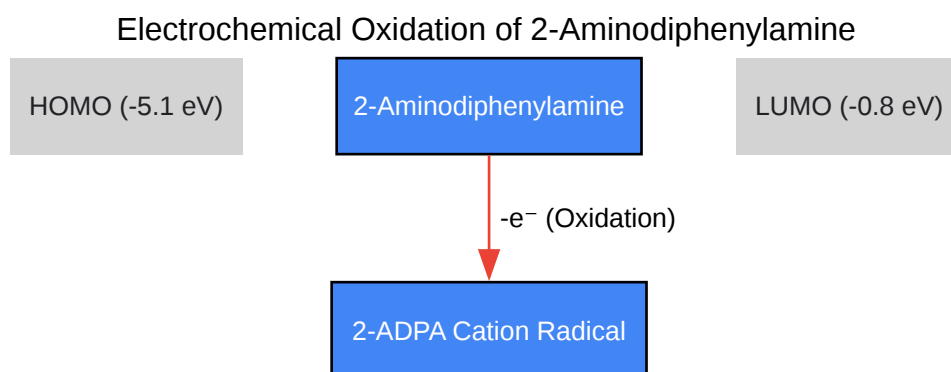 Electrochemical Oxidation of 2-Aminodiphenylamine
HOMO (-5.1 eV)
2-Aminodiphenylamine
LUMO (-0.8 eV)
-e⁻ (Oxidation)
2-ADPA Cation Radical